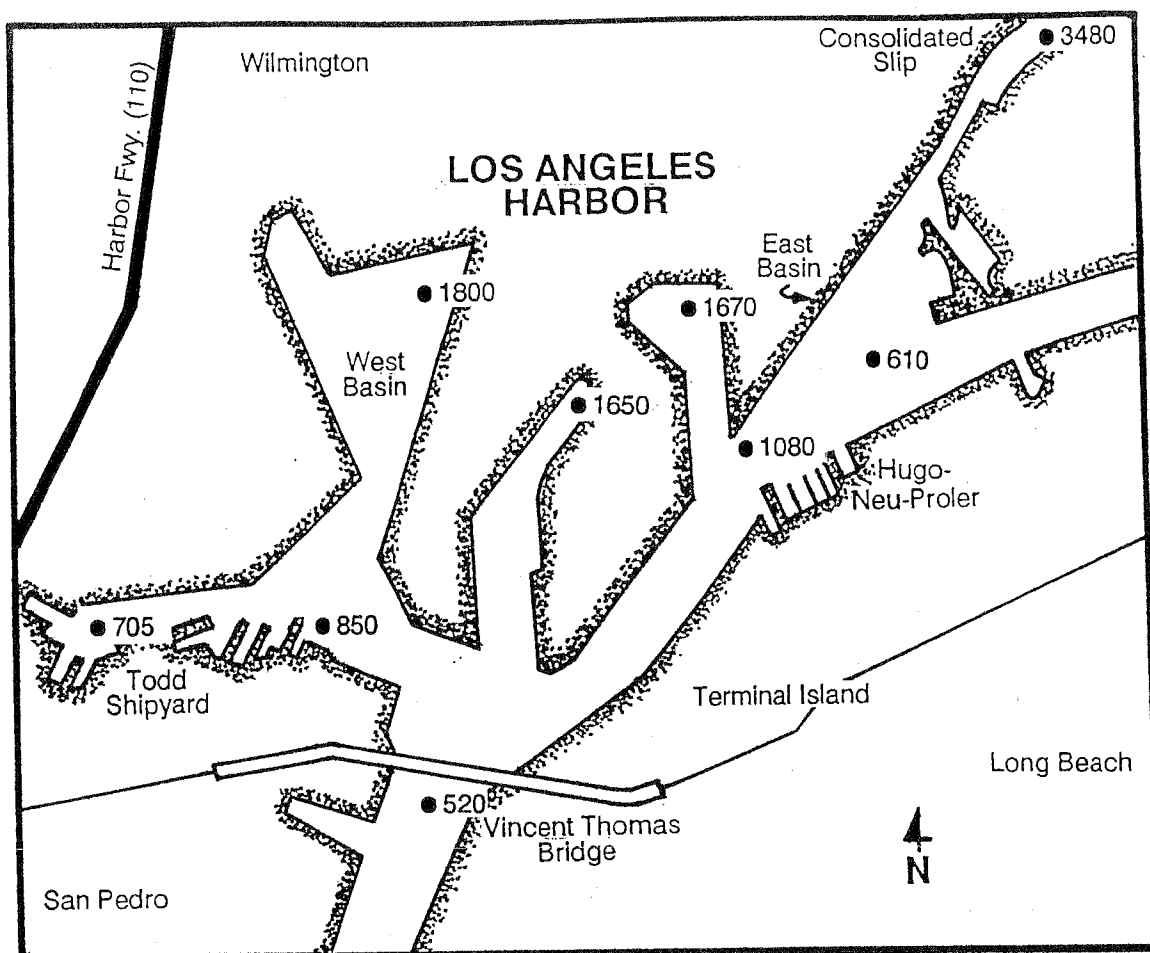 Consolidated
Slip
3480
Wilmington
Harbor Fwy. (110)
LOS ANGELES
HARBOR
East
Basin
1800
1670
West
Basin
610
1650
1080
Hugo-
Neu-Proler
705
850
Todd
Shipyard
Terminal Island
Long Beach
520
Vincent Thomas
Bridge
N
San Pedro